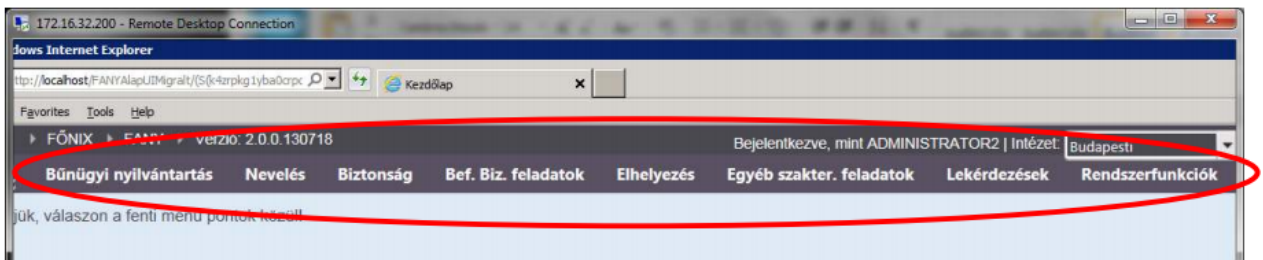 172.16.32.200 - Remote Desktop Connection
dows Internet Explorer
ttp://localhost/FANYAlapUIMigralt/(S(k4zrpkg1yba0crpc
Kezdőlap
Favorites Tools Help
FŐNIX FANY Verzió: 2.0.0.130718
Bejelentkezve, mint ADMINISTRATOR2 | Intézet: Budapesti
Bűnügyi nyilvántartás Nevelés Biztonság Bef. Biz. feladatok Elhelyezés Egyéb szakter. feladatok Lekérdezések Rendszerfunkciók
jük, válaszon a fenti menü pontok közül!